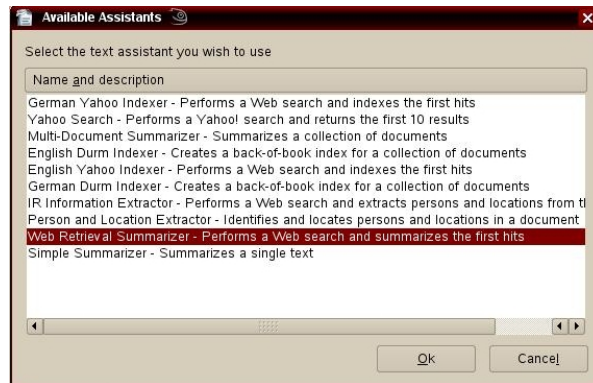 Available Assistants
Select the text assistant you wish to use
Name and description
German Yahoo Indexer - Performs a Web search and indexes the first hits
Yahoo Search - Performs a Yahoo! search and returns the first 10 results
Multi-Document Summarizer - Summarizes a collection of documents
English Durm Indexer - Creates a back-of-book index for a collection of documents
English Yahoo Indexer - Performs a Web search and indexes the first hits
German Durm Indexer - Creates a back-of-book index for a collection of documents
IR Information Extractor - Performs a Web search and extracts persons and locations from
Person and Location Extractor - Identifies and locates persons and locations in a document
Web Retrieval Summarizer - Performs a Web search and summarizes the first hits
Simple Summarizer - Summarizes a single text
Ok
Cancel